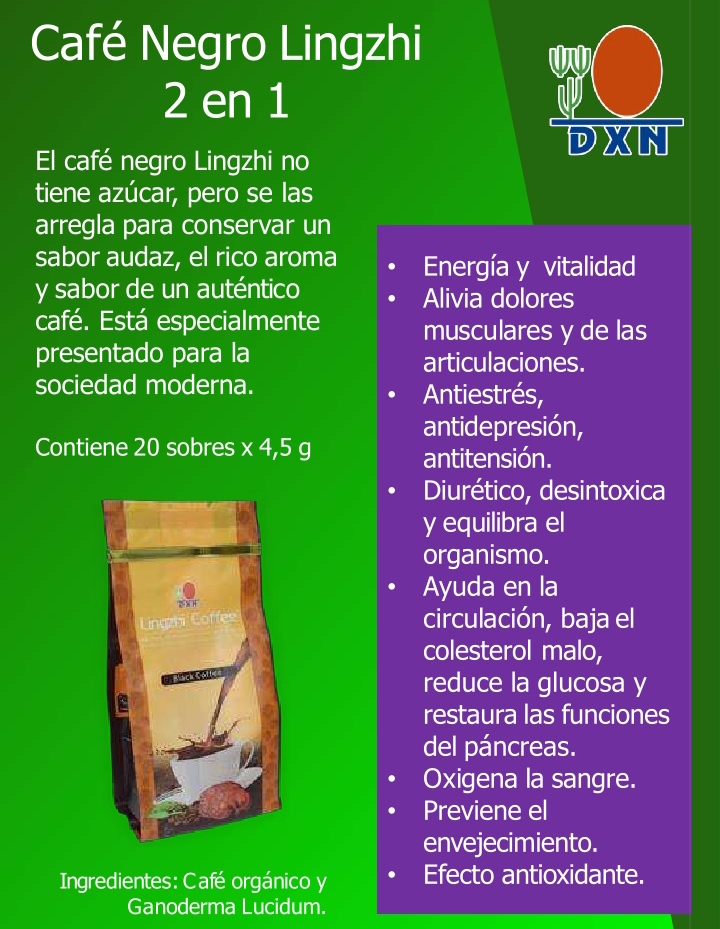 Café Negro Lingzhi
2 en 1
DXN
El café negro Lingzhi no
tiene azúcar, pero se las
arregla para conservar un
sabor audaz, el rico aroma
y sabor de un auténtico
café. Está especialmente
presentado para la
sociedad moderna.
Contiene 20 sobres x 4,5 g
DXN
Lingzhi Coffee
Black Coffee
Ingredientes: Café orgánico y
Ganoderma Lucidum.
• Energía y vitalidad
• Alivia dolores
musculares y de las
articulaciones.
• Antiestrés,
antidepresión,
antitensión.
• Diurético, desintoxica
y equilibra el
organismo.
• Ayuda en la
circulación, baja el
colesterol malo,
reduce la glucosa y
restaura las funciones
del páncreas.
• Oxigena la sangre.
• Previene el
envejecimiento.
• Efecto antioxidante.